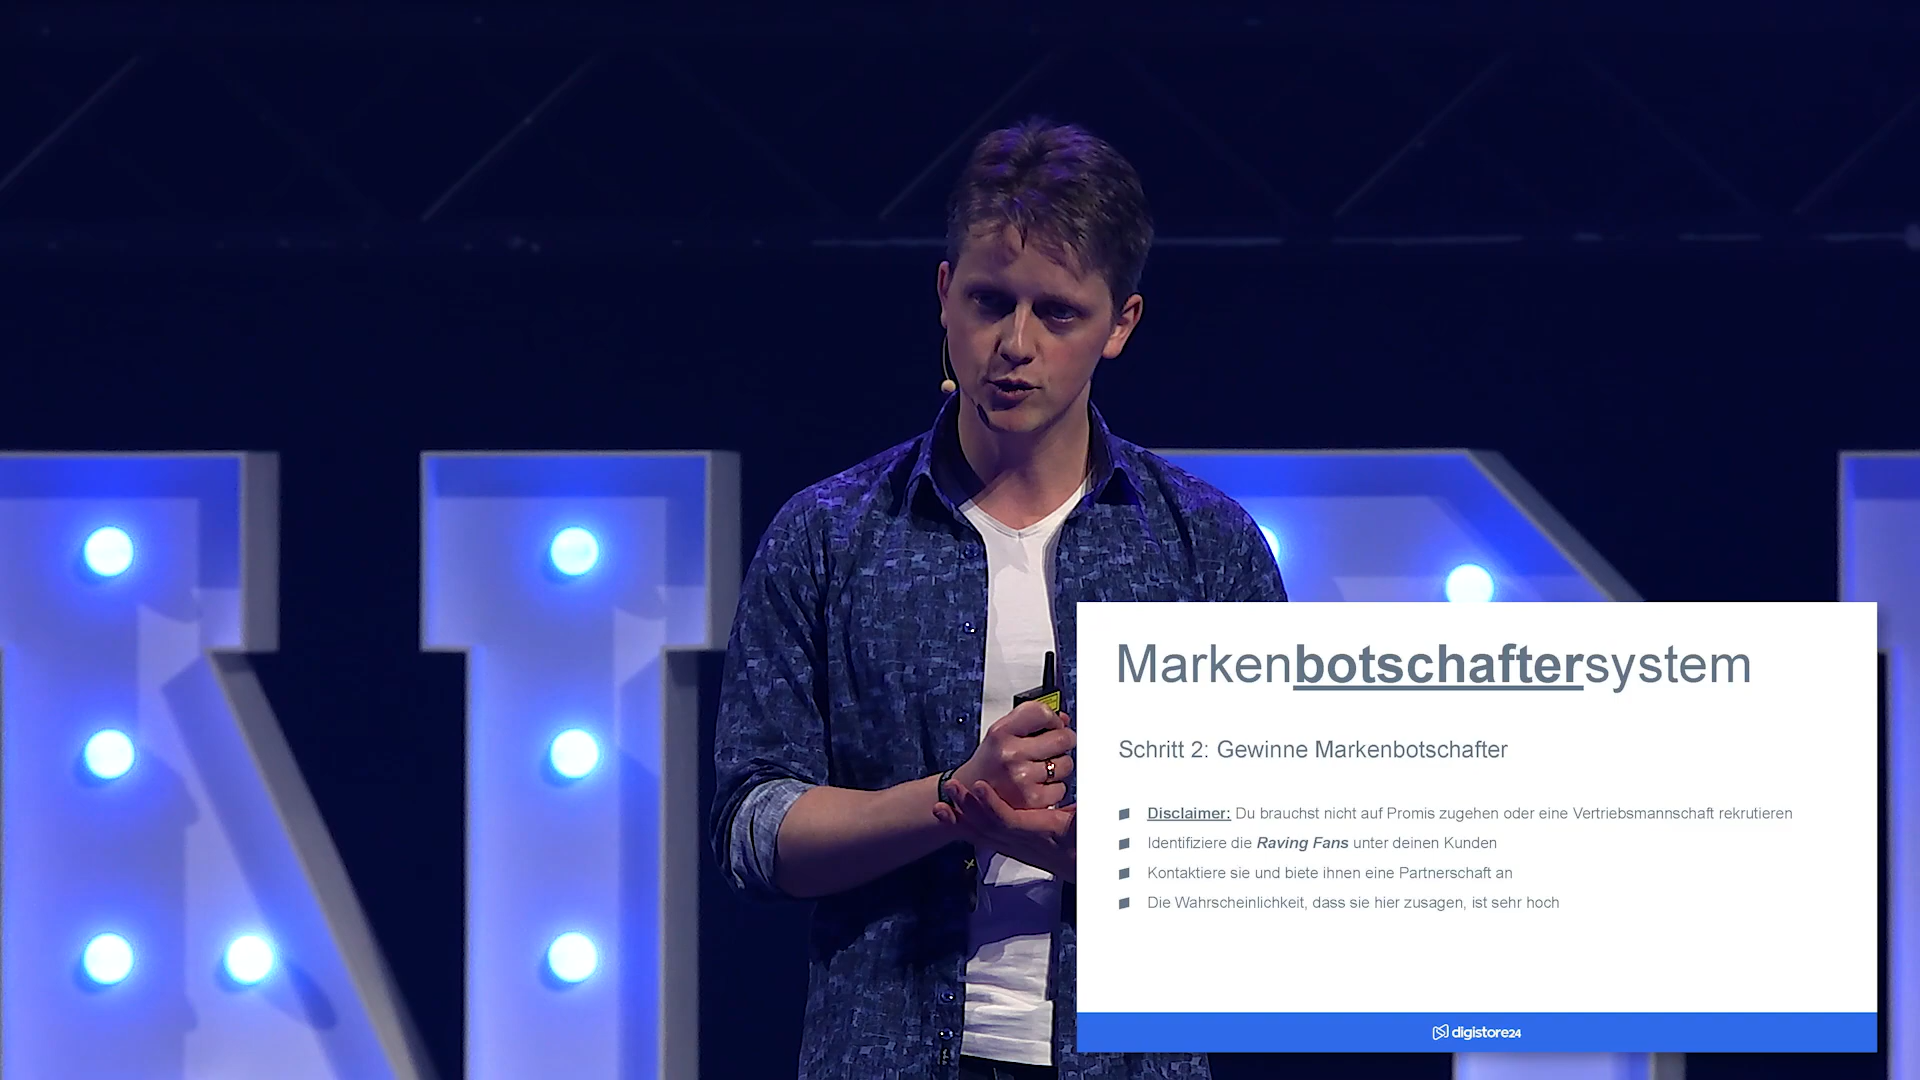 Markenbotschaftersystem
Schritt 2: Gewinne Markenbotschafter
Disclaimer: Du brauchst nicht auf Promis zugehen oder eine Vertriebsmannschaft rekrutieren
Identifiziere die Raving Fans unter deinen Kunden
Kontaktiere sie und biete ihnen eine Partnerschaft an
Die Wahrscheinlichkeit, dass sie hier zusagen, ist sehr hoch
digistore24